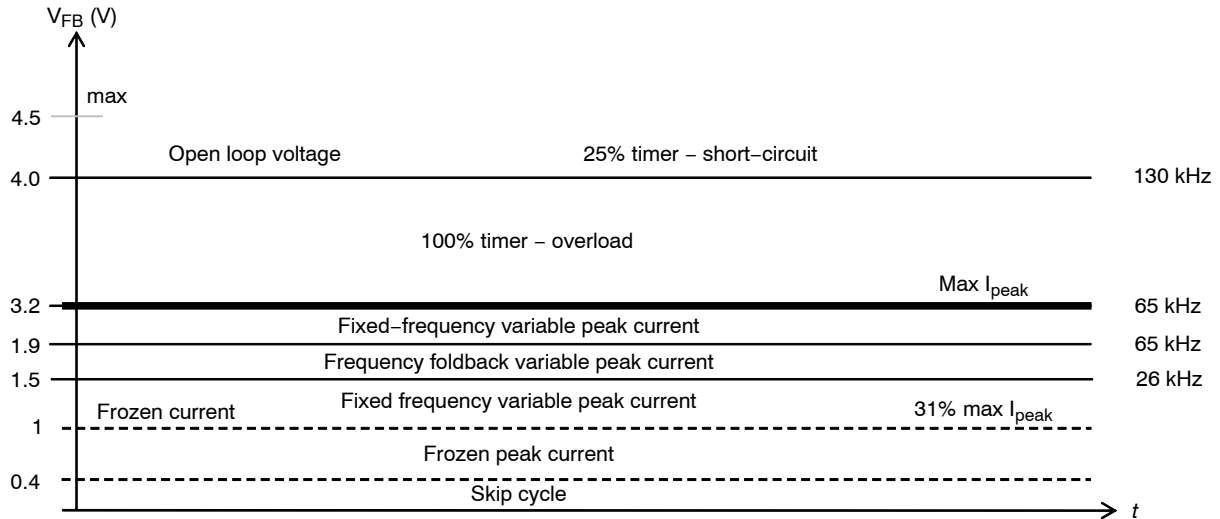 V_FB (V)
max
4.5
Open loop voltage 25% timer − short−circuit
4.0 130 kHz
100% timer − overload
Max I_peak
3.2 65 kHz
Fixed−frequency variable peak current
1.9 65 kHz
Frequency foldback variable peak current
1.5 26 kHz
Fixed frequency variable peak current
Frozen current 31% max I_peak
1
Frozen peak current
0.4
Skip cycle
t